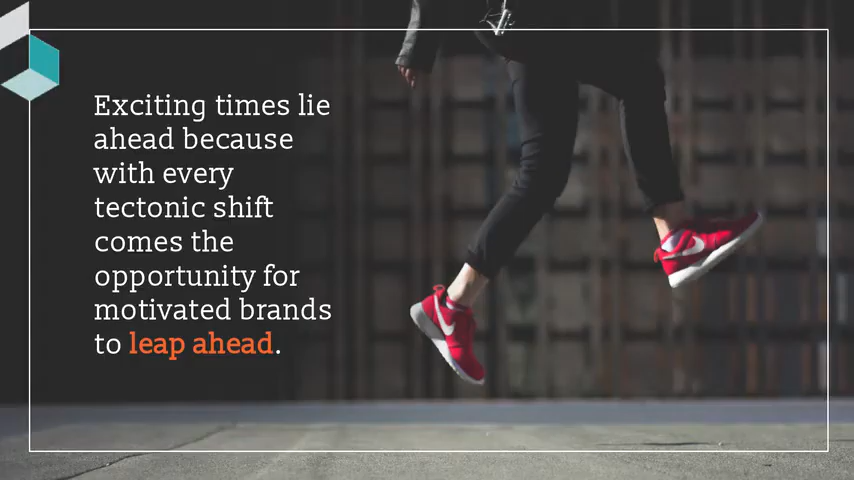 Exciting times lie
ahead because
with every
tectonic shift
comes the
opportunity for
motivated brands
to leap ahead.